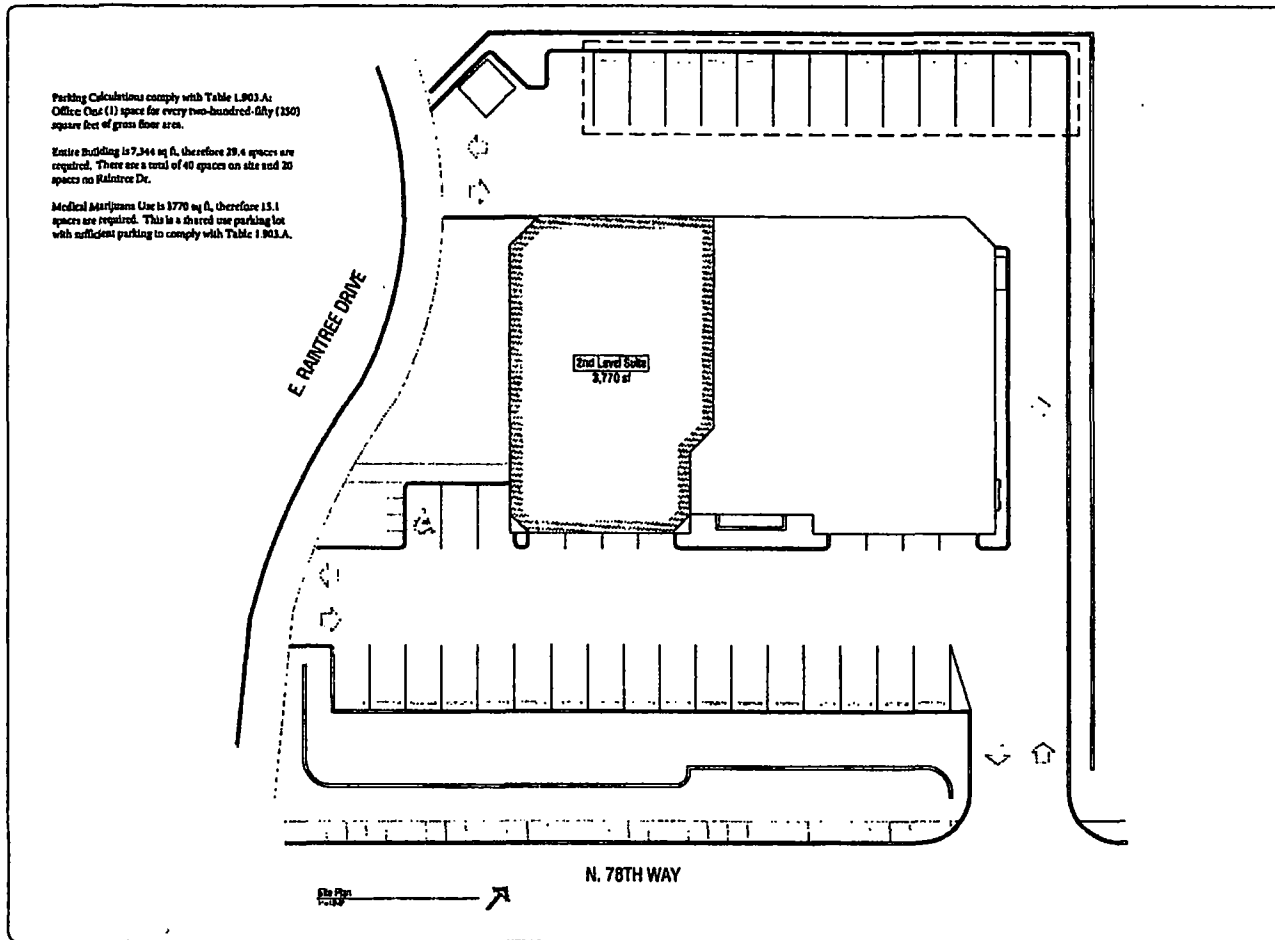 Parking Calculations comply with Table 1.903.A:
Office: One (1) space for every two-hundred-fifty (250)
square feet of gross floor area.
Entire Building is 7,344 sq ft, therefore 29.4 spaces are
required. There are a total of 40 spaces on site and 20
spaces on Raintree Dr.
Medical Marijuana Use is 3770 sq ft, therefore 15.1
spaces are required. This is a shared use parking lot
with sufficient parking to comply with Table 1.903.A.
E. RAINTREE DRIVE
2nd Level Suite
3,770 sf
N. 78TH WAY
Site Plan